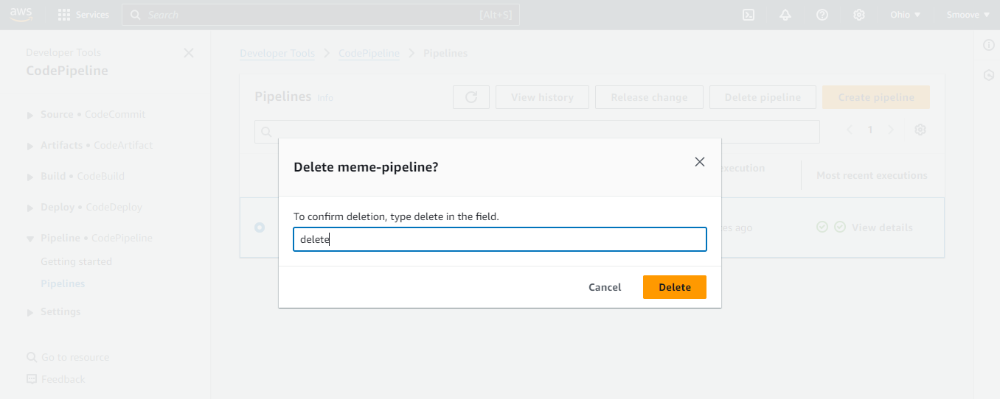 aws
Services
Search
[Alt+S]
Ohio
Smoove
Developer Tools
CodePipeline
Source • CodeCommit
Artifacts • CodeArtifact
Build • CodeBuild
Deploy • CodeDeploy
Pipeline • CodePipeline
Getting started
Pipelines
Settings
Go to resource
Feedback
Developer Tools
CodePipeline
Pipelines
Pipelines Info
View history
Release change
Delete pipeline
Create pipeline
1
execution
Most recent executions
ago
View details
Delete meme-pipeline?
To confirm deletion, type delete in the field.
delete
Cancel
Delete